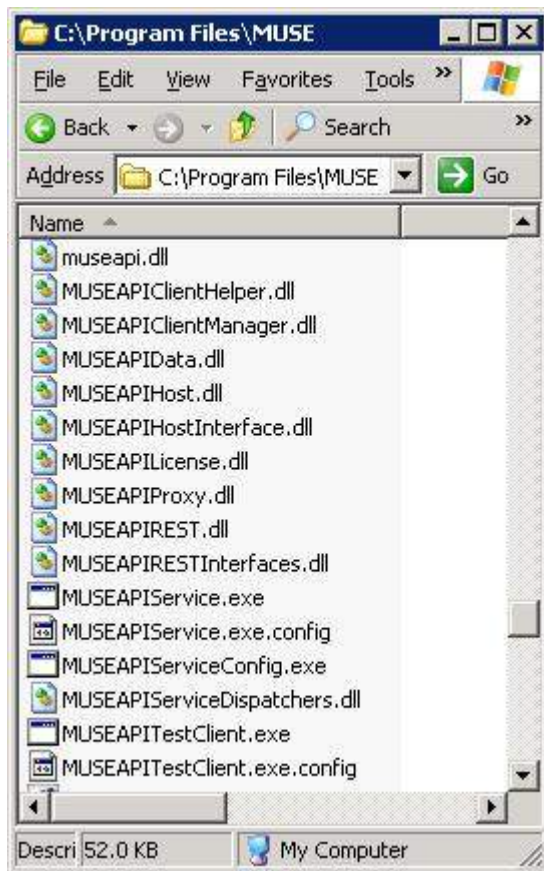 C:\Program Files\MUSE
File Edit View Favorites Tools »
Back Search »
Address C:\Program Files\MUSE Go
Name
museapi.dll
MUSEAPIClientHelper.dll
MUSEAPIClientManager.dll
MUSEAPIData.dll
MUSEAPIHost.dll
MUSEAPIHostInterface.dll
MUSEAPILicense.dll
MUSEAPIProxy.dll
MUSEAPIREST.dll
MUSEAPIRESTInterfaces.dll
MUSEAPIService.exe
MUSEAPIService.exe.config
MUSEAPIServiceConfig.exe
MUSEAPIServiceDispatchers.dll
MUSEAPITestClient.exe
MUSEAPITestClient.exe.config
Descri 52.0 KB My Computer